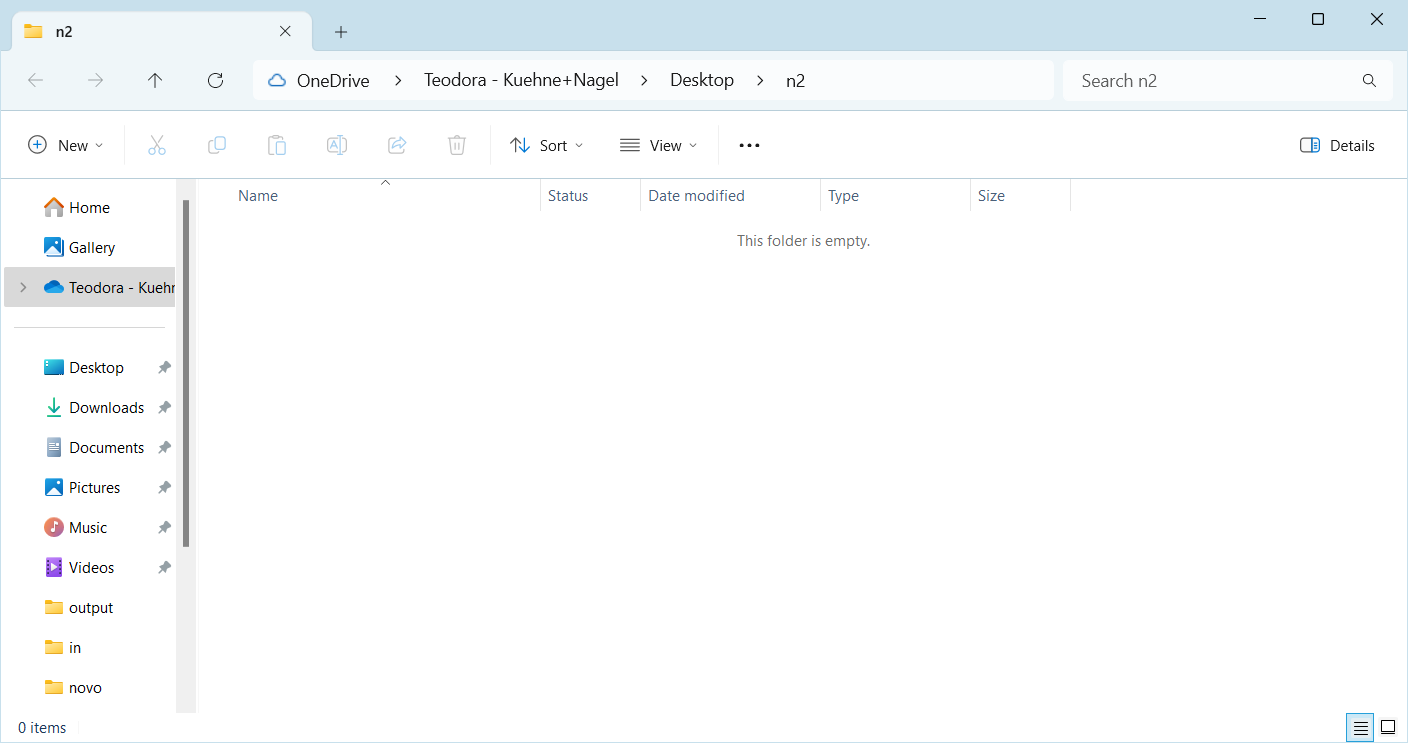 n2
OneDrive > Teodora - Kuehne+Nagel > Desktop > n2
Search n2
New
Sort
View
Details
Name Status Date modified Type Size
This folder is empty.
Home
Gallery
Teodora - Kuehn
Desktop
Downloads
Documents
Pictures
Music
Videos
output
in
novo
0 items